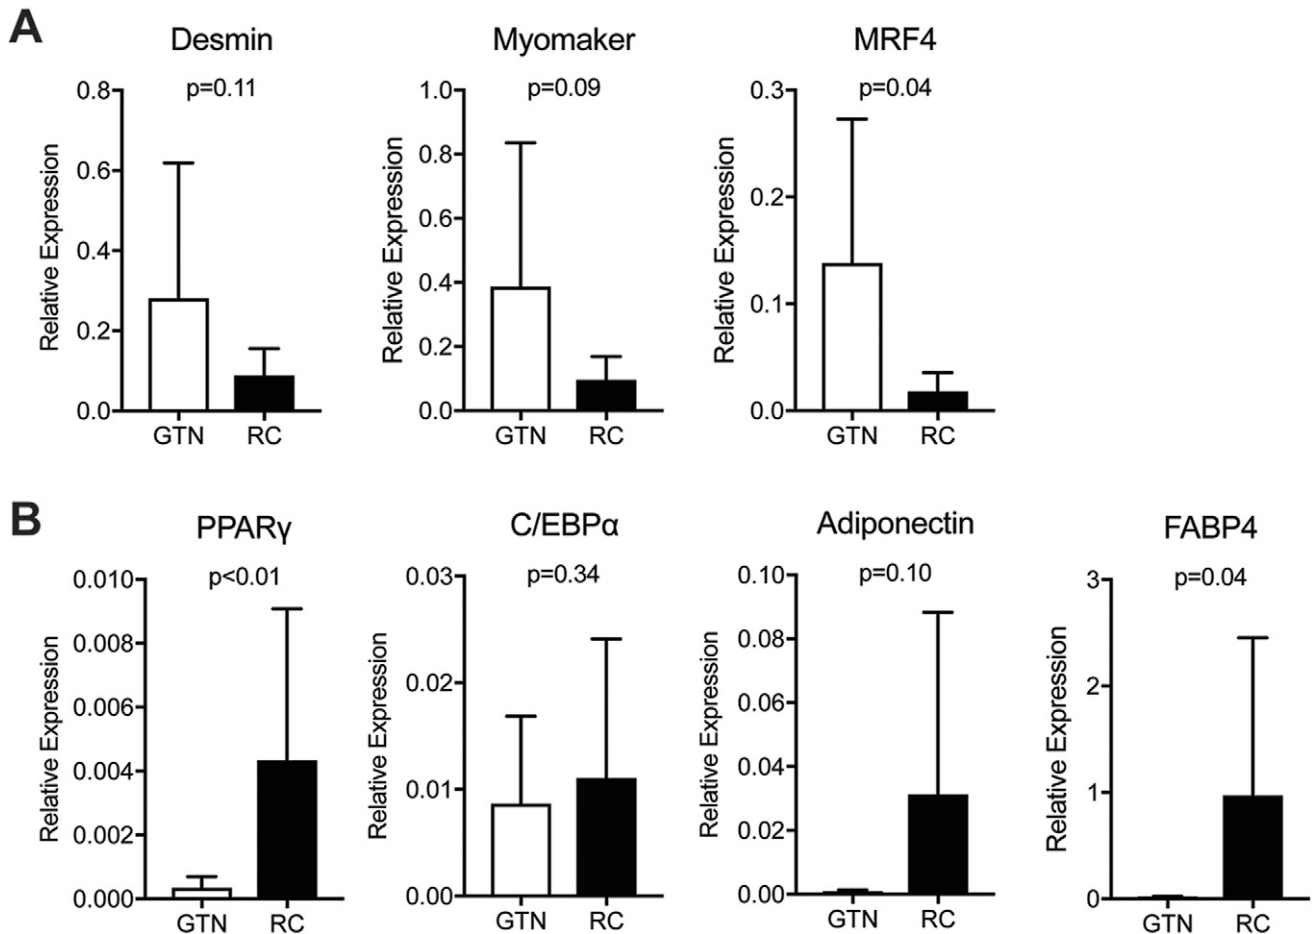 A
Desmin
p=0.11
Relative Expression
0.8
0.6
0.4
0.2
0.0
GTN RC
Myomaker
p=0.09
Relative Expression
1.0
0.8
0.6
0.4
0.2
0.0
GTN RC
MRF4
p=0.04
Relative Expression
0.3
0.2
0.1
0.0
GTN RC
B
PPARγ
p<0.01
Relative Expression
0.010
0.008
0.006
0.004
0.002
0.000
GTN RC
C/EBPα
p=0.34
Relative Expression
0.03
0.02
0.01
0.00
GTN RC
Adiponectin
p=0.10
Relative Expression
0.10
0.08
0.06
0.04
0.02
0.00
GTN RC
FABP4
p=0.04
Relative Expression
3
2
1
0
GTN RC